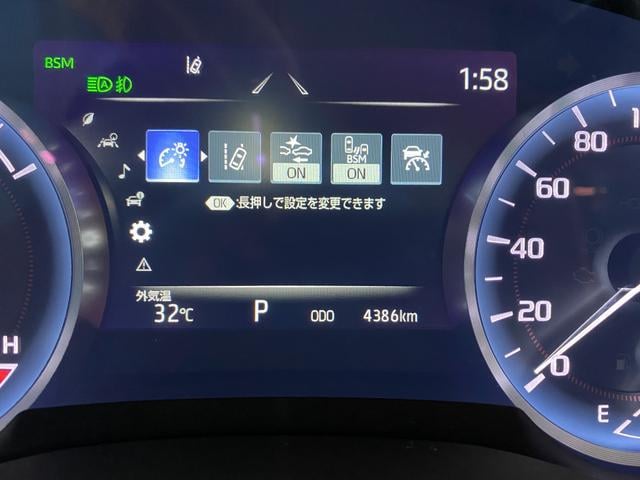 BSM
A
1:58
BSM
ON ON
OK :長押しで設定を変更できます
外気温
32℃ P ODO 4386km
80
60
40
20
0
H
E